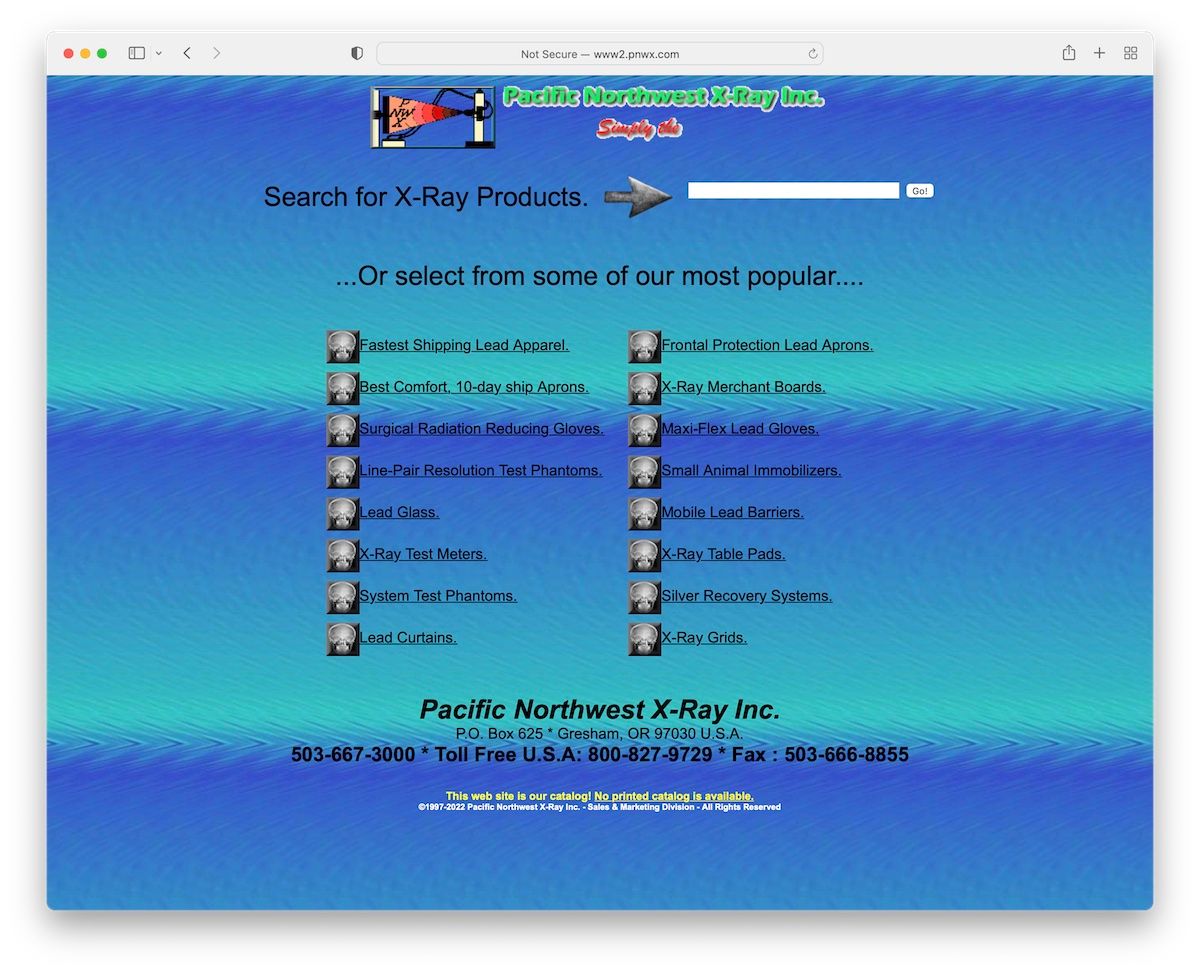 Not Secure — www2.pnwx.com
Pacific Northwest X-Ray Inc.
P
NW
X
Simply the
Search for X-Ray Products.
Go!
...Or select from some of our most popular....
Fastest Shipping Lead Apparel.
Frontal Protection Lead Aprons.
Best Comfort, 10-day ship Aprons.
X-Ray Merchant Boards.
Surgical Radiation Reducing Gloves.
Maxi-Flex Lead Gloves.
Line-Pair Resolution Test Phantoms.
Small Animal Immobilizers.
Lead Glass.
Mobile Lead Barriers.
X-Ray Test Meters.
X-Ray Table Pads.
System Test Phantoms.
Silver Recovery Systems.
Lead Curtains.
X-Ray Grids.
Pacific Northwest X-Ray Inc.
P.O. Box 625 * Gresham, OR 97030 U.S.A.
503-667-3000 * Toll Free U.S.A: 800-827-9729 * Fax : 503-666-8855
This web site is our catalog! No printed catalog is available.
©1997-2022 Pacific Northwest X-Ray Inc. - Sales & Marketing Division - All Rights Reserved